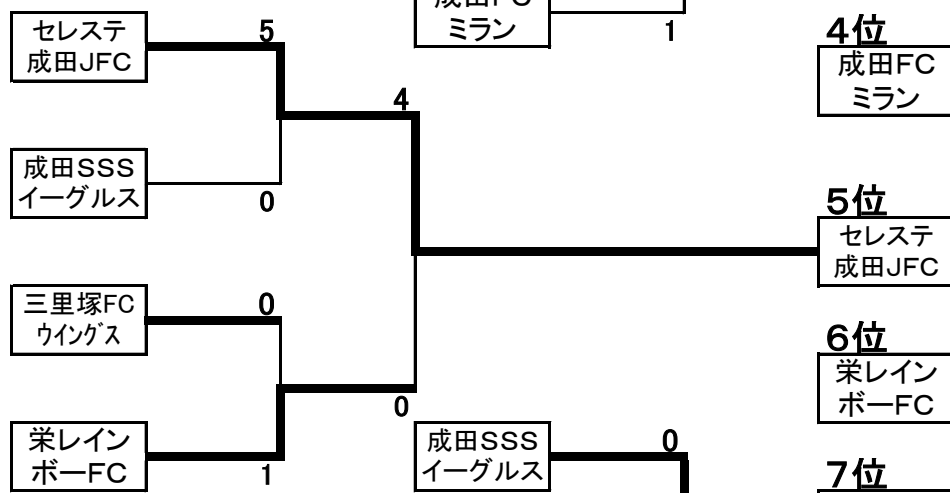 成田FC
ミラン
1
4位
成田FC
ミラン
セレステ
成田JFC
5
4
成田SSS
イーグルス
0
5位
セレステ
成田JFC
三里塚FC
ｳｲﾝｸﾞｽ
0
6位
栄レイン
ボーFC
0
栄レイン
ボーFC
1
成田SSS
イーグルス
0
7位